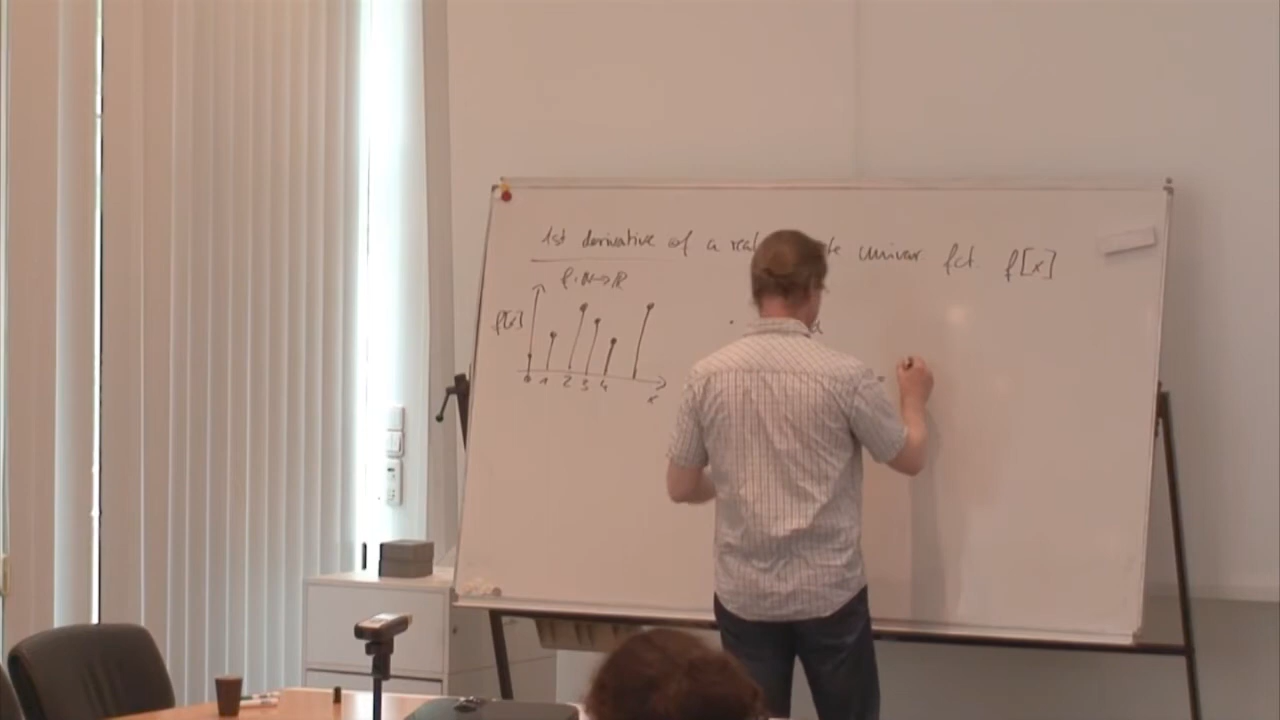 1st derivative of a real univar. fct. f[x]
f: N → R
f[x]
0 1 2 3 4
x